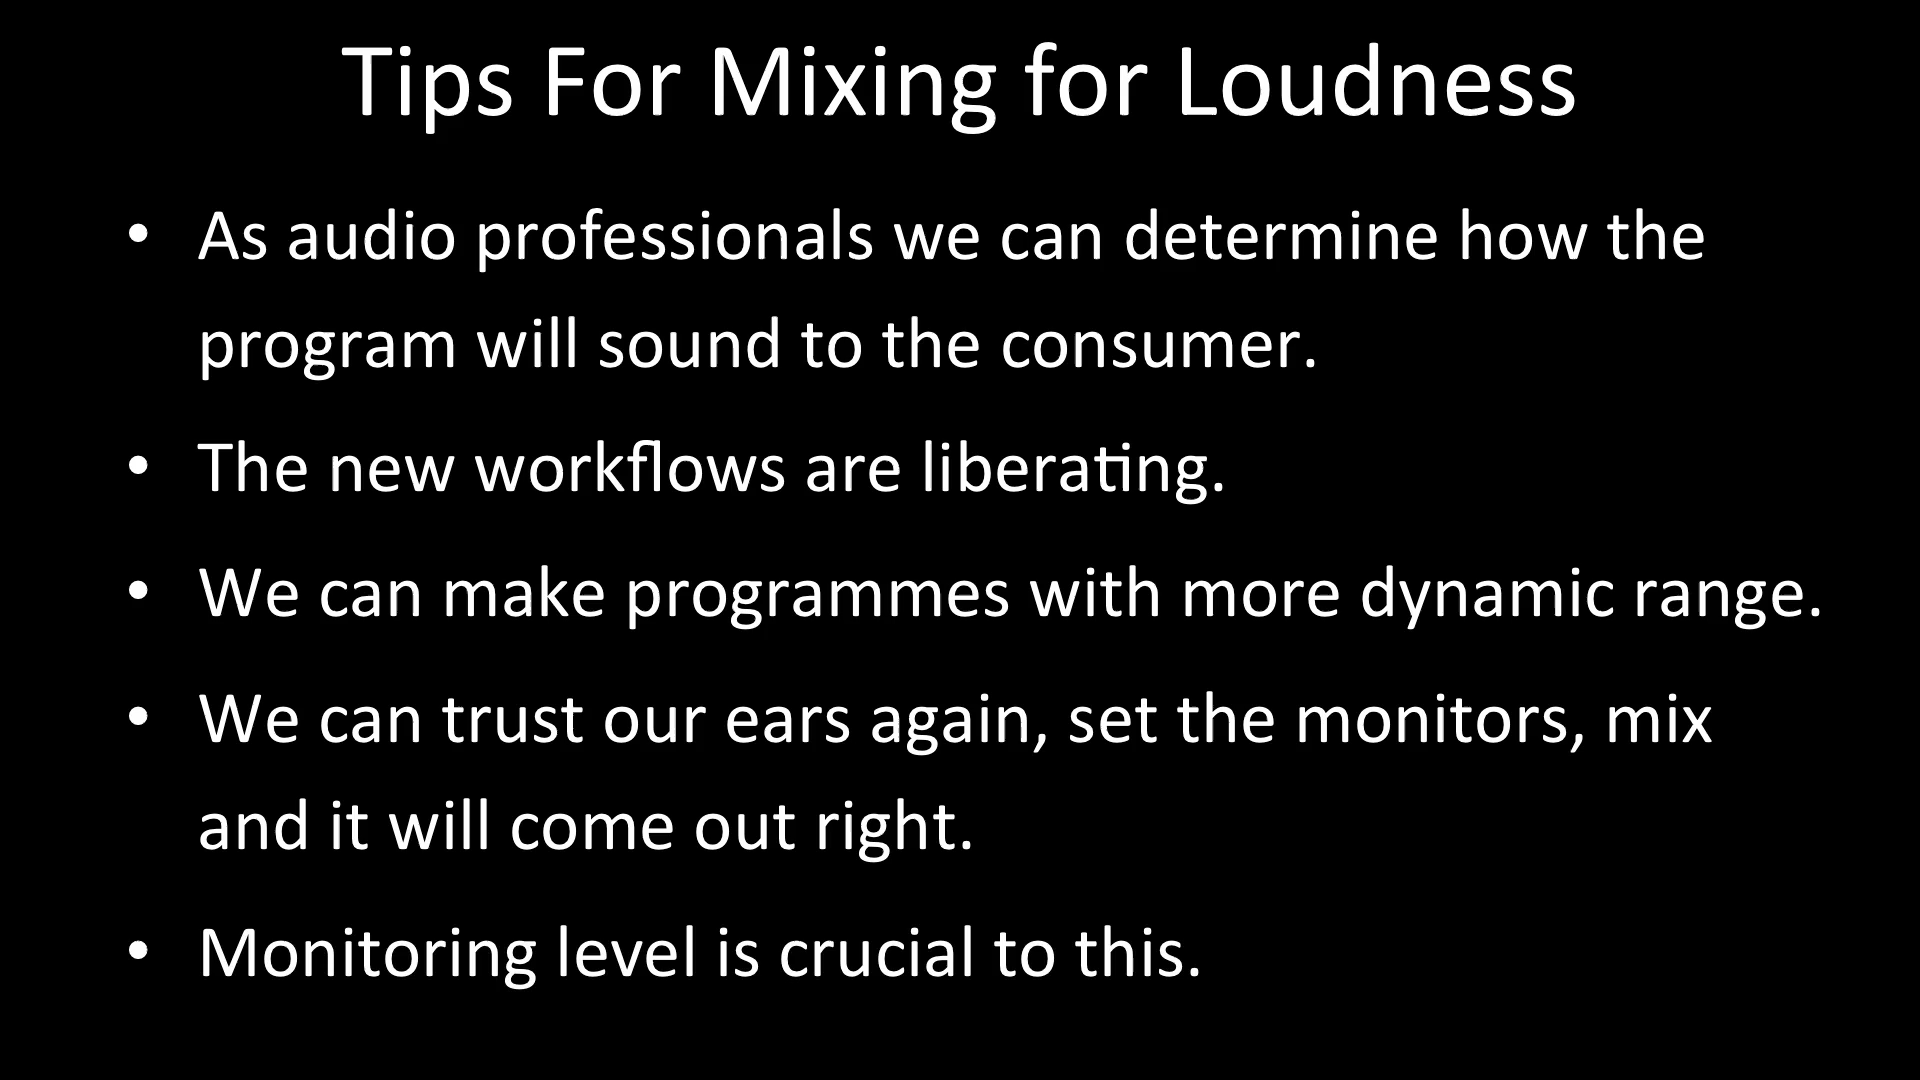 Tips For Mixing for Loudness
• As audio professionals we can determine how the
program will sound to the consumer.
• The new workflows are liberating.
• We can make programmes with more dynamic range.
• We can trust our ears again, set the monitors, mix
and it will come out right.
• Monitoring level is crucial to this.